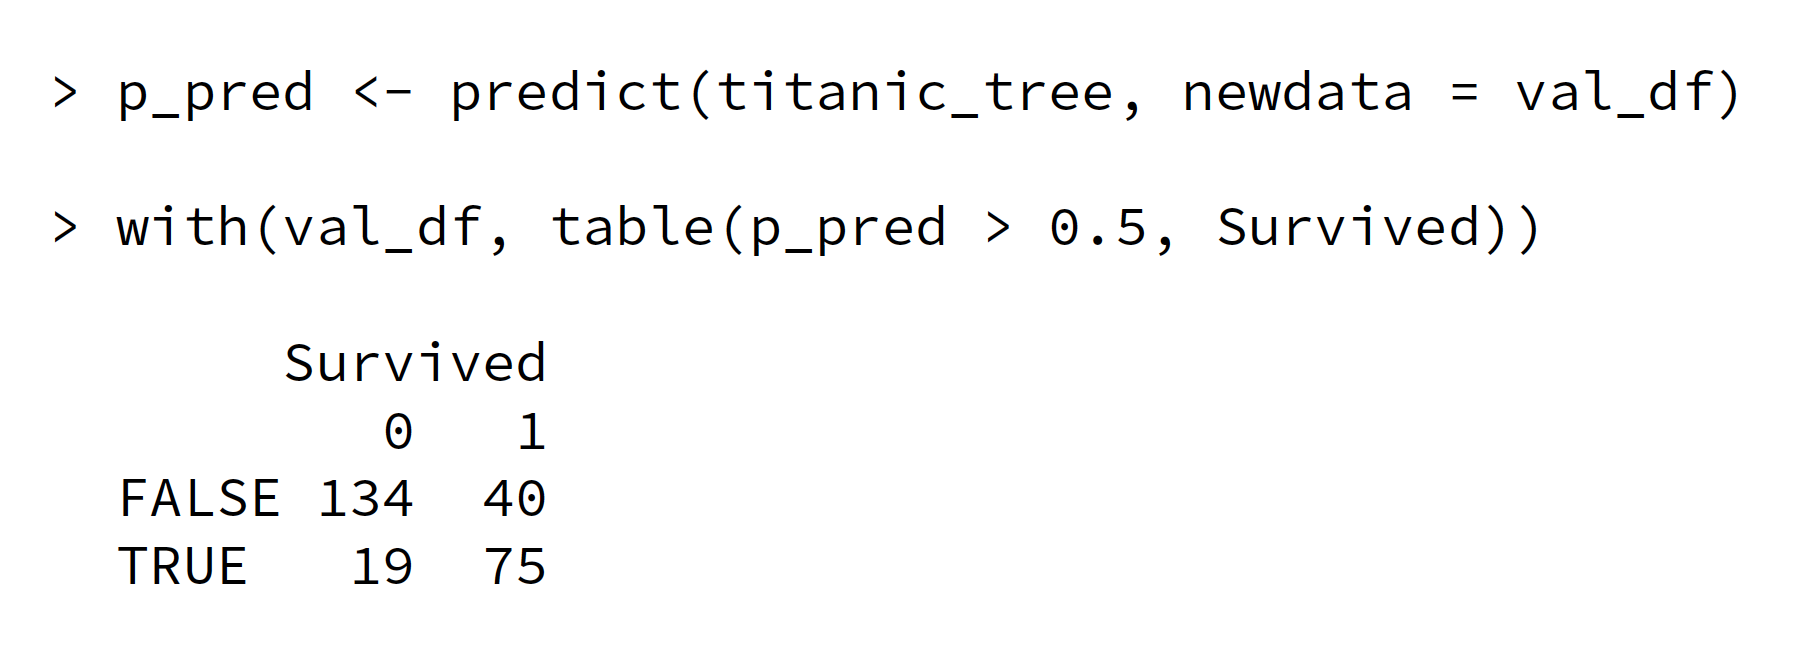 > p_pred <- predict(titanic_tree, newdata = val_df)
> with(val_df, table(p_pred > 0.5, Survived))
Survived
0 1
FALSE 134 40
TRUE 19 75